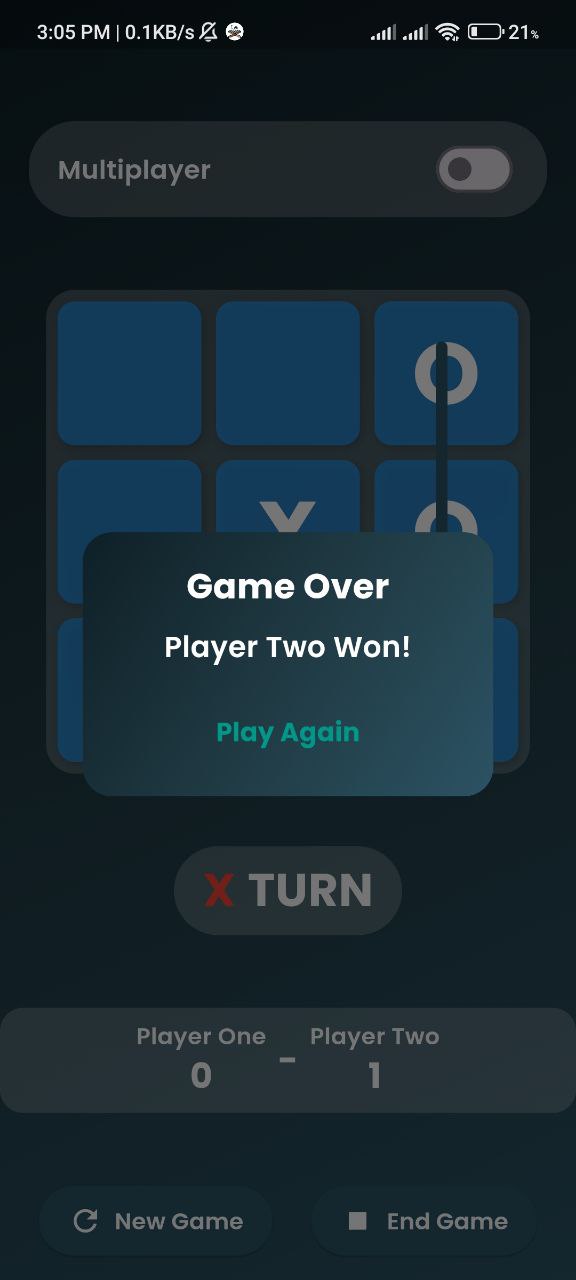 3:05 PM | 0.1KB/s 21%
Multiplayer
O
X O
Game Over
Player Two Won!
Play Again
X TURN
Player One - Player Two
0 1
New Game End Game